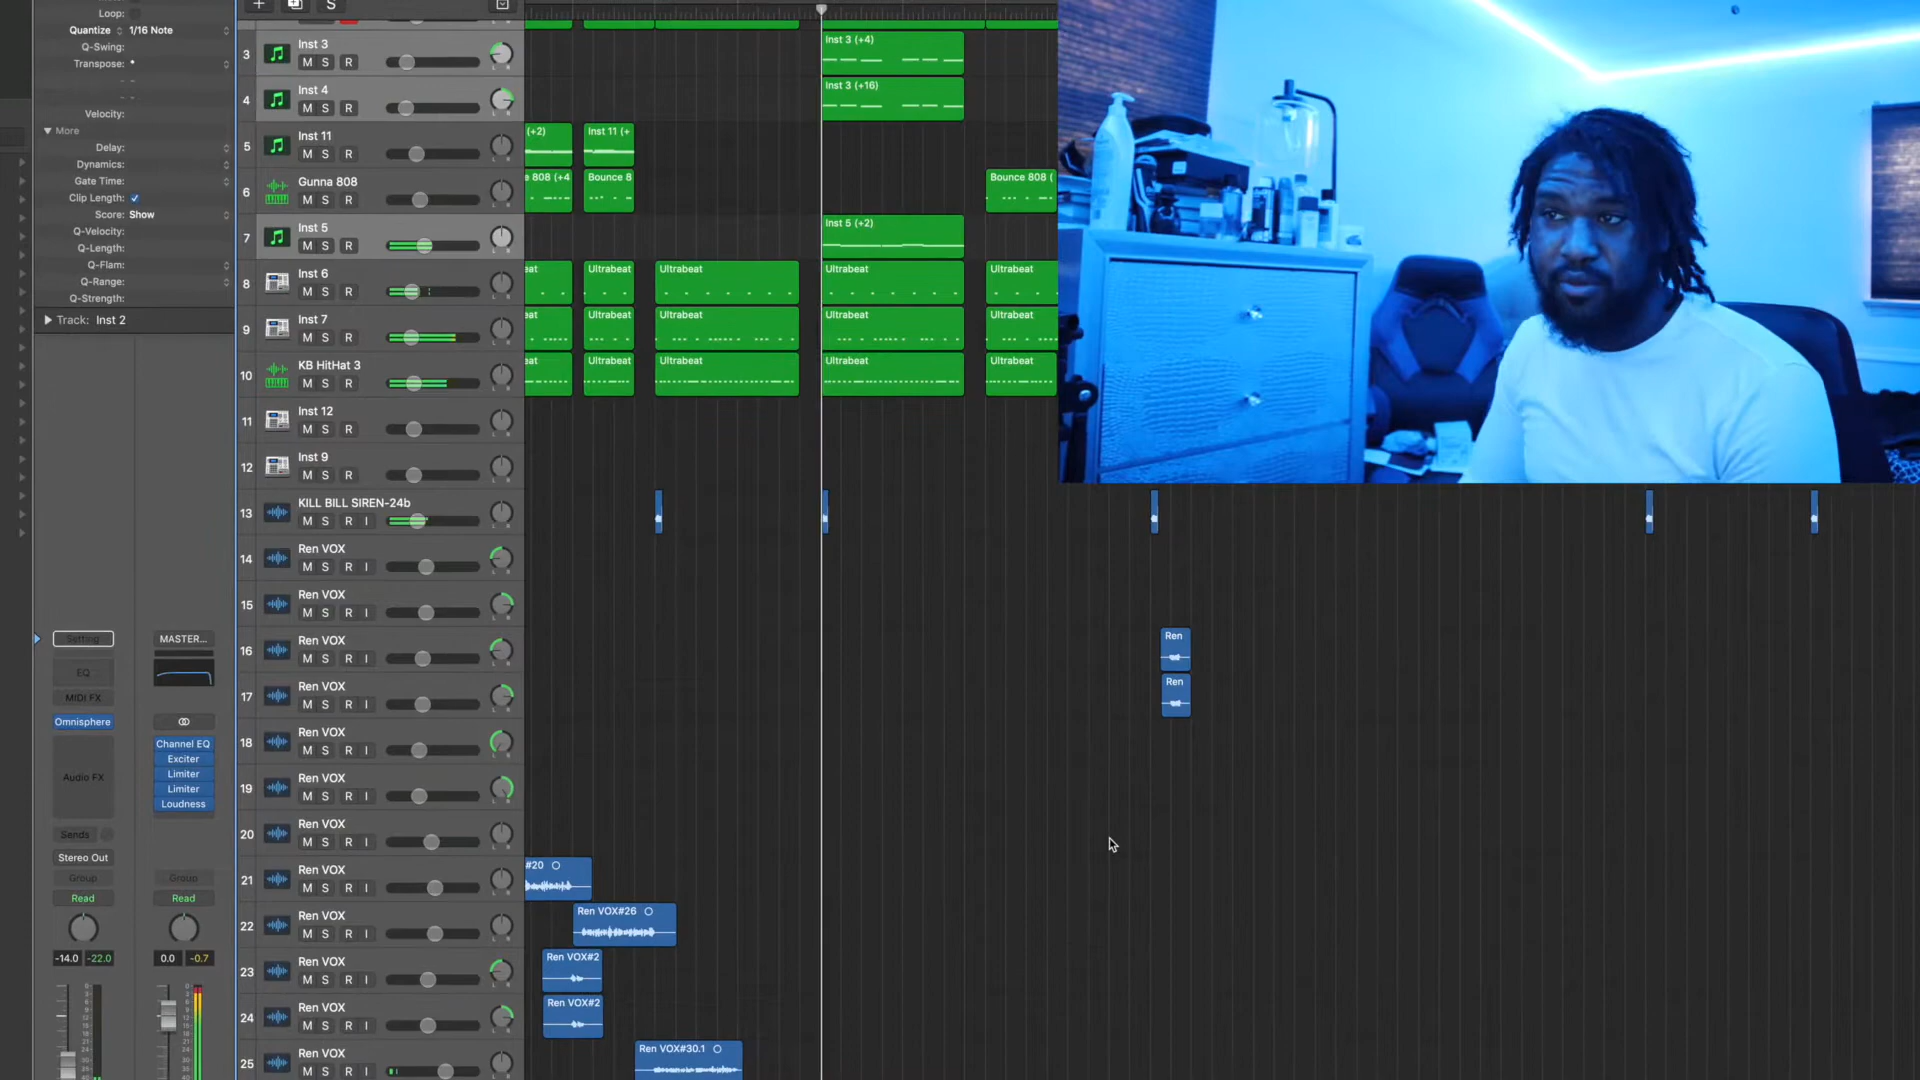 Loop:
Quantize 1/16 Note
Q-Swing:
Transpose:
Velocity:
More
Delay:
Dynamics:
Gate Time:
Clip Length:
Score: Show
Q-Velocity:
Q-Length:
Q-Flam:
Q-Range:
Q-Strength:
Track: Inst 2
Setting
EQ
MIDI FX
Omnisphere
Audio FX
Sends
Stereo Out
Group
Read
-14.0 -22.0
MASTER...
Channel EQ
Exciter
Limiter
Limiter
Loudness
Group
Read
0.0 -0.7
S
3 Inst 3
M S R
4 Inst 4
M S R
5 Inst 11
M S R
6 Gunna 808
M S R
7 Inst 5
M S R
8 Inst 6
M S R
9 Inst 7
M S R
10 KB HitHat 3
M S R
11 Inst 12
M S R
12 Inst 9
M S R
13 KILL BILL SIREN-24b
M S R I
14 Ren VOX
M S R I
15 Ren VOX
M S R I
16 Ren VOX
M S R I
17 Ren VOX
M S R I
18 Ren VOX
M S R I
19 Ren VOX
M S R I
20 Ren VOX
M S R I
21 Ren VOX
M S R I
22 Ren VOX
M S R I
23 Ren VOX
M S R I
24 Ren VOX
M S R I
25 Ren VOX
M S R I
Inst 3 (+4)
Inst 3 (+16)
(+2) Inst 11 (+
e 808 (+4 Bounce 8 Bounce 808 (
Inst 5 (+2)
eat Ultrabeat Ultrabeat Ultrabeat Ultrabeat
eat Ultrabeat Ultrabeat Ultrabeat Ultrabeat
eat Ultrabeat Ultrabeat Ultrabeat Ultrabeat
Ren
Ren
#20
Ren VOX#26
Ren VOX#2
Ren VOX#2
Ren VOX#30.1